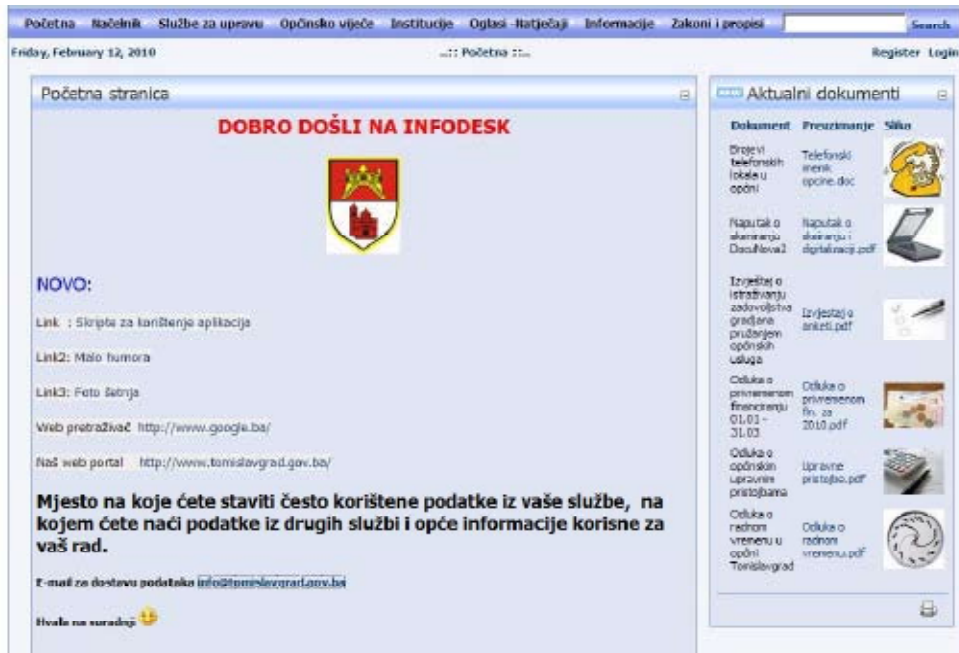 Početna Načelnik Službe za upravu Općinsko vijeće Institucije Oglasi -Natječaji Informacije Zakoni i propisi Search
Friday, February 12, 2010 ..:: Početna ::.. Register Login
Početna stranica
DOBRO DOŠLI NA INFODESK
NOVO:
Link : Skripte za korištenje aplikacija
Link2: Malo humora
Link3: Foto šetnja
Web pretraživač http://www.google.ba/
Naš web portal http://www.tomislavgrad.gov.ba/
Mjesto na koje ćete staviti često korištene podatke iz vaše službe, na
kojem ćete naći podatke iz drugih službi i opće informacije korisne za
vaš rad.
E-mail za dostavu podataka info@tomislavgrad.gov.ba
Hvala na suradnji
Aktualni dokumenti
Dokument Preuzimanje Slika
Brojevi
telefonskih
lokala u
općini
Telefonski
imenik
opcine.doc
Naputak o
skeniranju
DocuNova2
Naputak o
skeniranju i
digitalizaciji.pdf
Izvještaj o
istraživanju
zadovoljstva
gradjana
pružanjem
općinskih
usluga
Izvjestaj o
anketi.pdf
Odluka o
privremenom
financiranju
01.01 -
31.03
Odluka o
privremenom
fin. za
2010.pdf
Odluka o
općinskim
upravnim
pristojbama
Upravne
pristojbe.pdf
Odluka o
radnom
vremenu u
općini
Tomislavgrad
Odluka o
radnom
vremenu.pdf